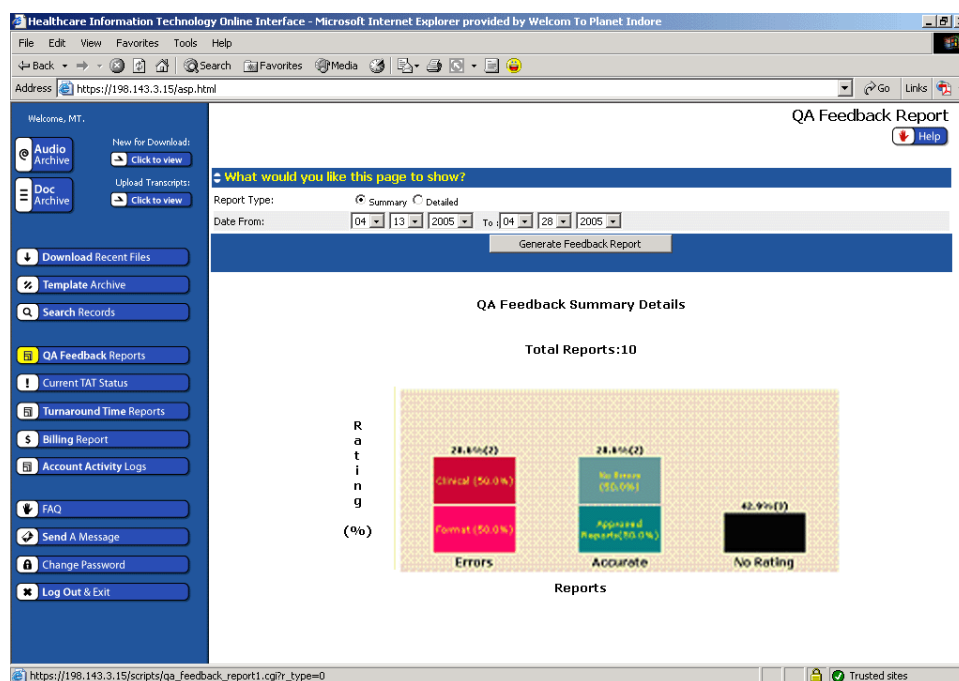 Healthcare Information Technology Online Interface - Microsoft Internet Explorer provided by Welcom To Planet Indore
File Edit View Favorites Tools Help
Back Search Favorites Media
Address https://198.143.3.15/asp.html Go Links
Welcome, MT.
Audio Archive
New for Download:
Click to view
Doc Archive
Upload Transcripts:
Click to view
Download Recent Files
Template Archive
Search Records
QA Feedback Reports
Current TAT Status
Turnaround Time Reports
Billing Report
Account Activity Logs
FAQ
Send A Message
Change Password
Log Out & Exit
QA Feedback Report
Help
What would you like this page to show?
Report Type: Summary Detailed
Date From: 04 13 2005 To : 04 28 2005
Generate Feedback Report
QA Feedback Summary Details
Total Reports:10
Rating (%)
Clinical (50.0%)
Format (50.0%)
Errors
No Errors (50.0%)
Approved Reports(50.0%)
Accurate
42.9%(3)
No Rating
Reports
https://198.143.3.15/scripts/qa_feedback_report1.cgi?r_type=0
Trusted sites